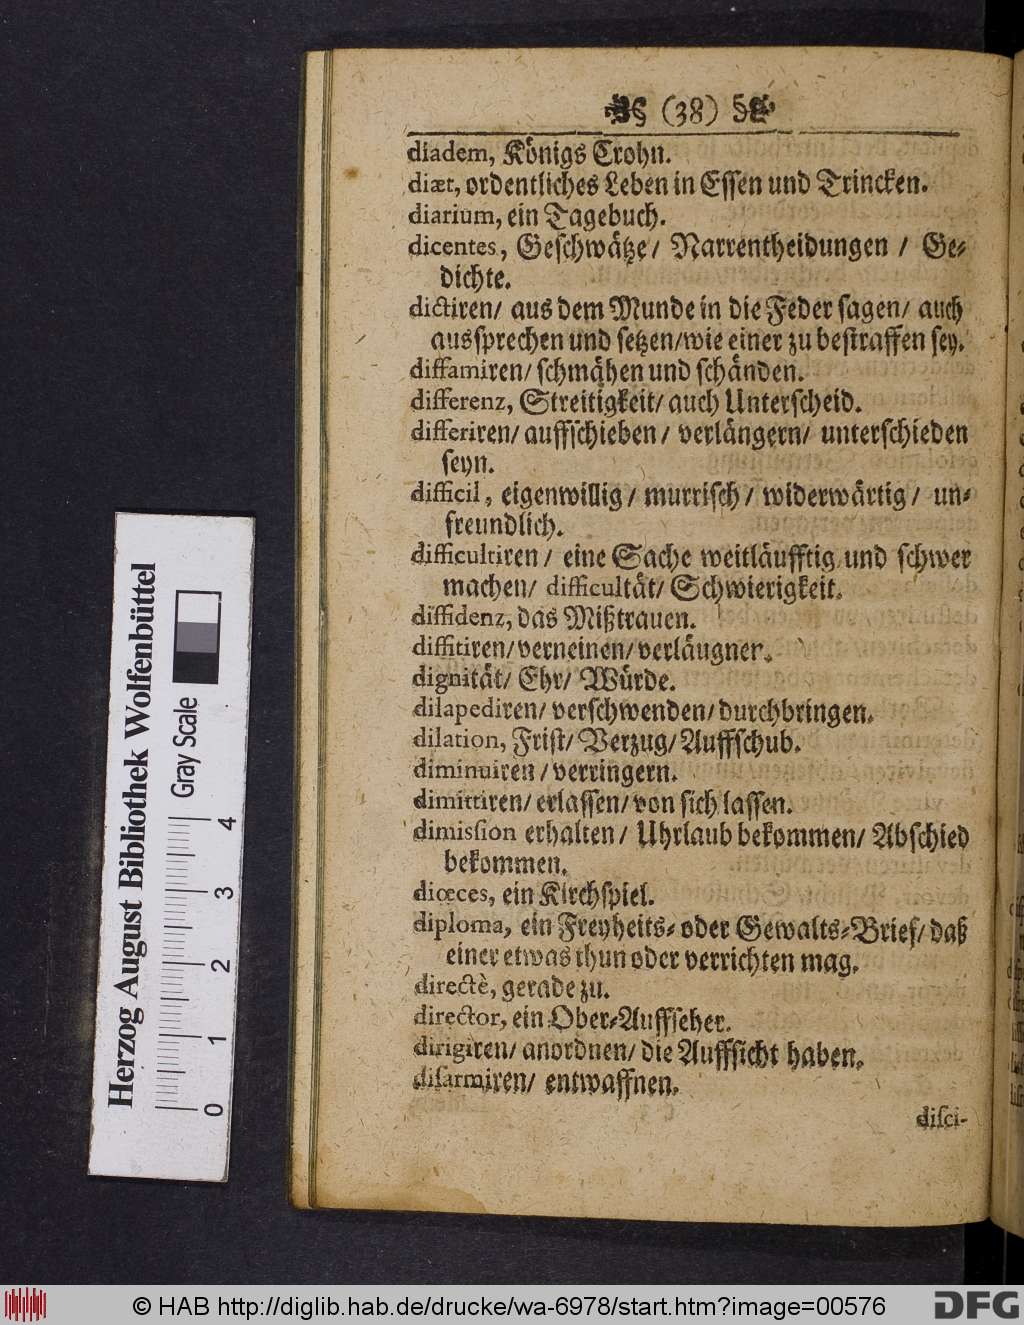 (38)
diadem, Königs Crohn.
diæt, ordentliches Leben in Essen und Trincken.
diarium, ein Tagebuch.
dicentes, Geschwätze/ Narrentheidungen / Ge-
dichte.
dictiren/ aus dem Munde in die Feder sagen/ auch
aussprechen und setzen/wie einer zu bestraffen sey.
diffamiren/ schmähen und schänden.
differenz, Streitigkeit/ auch Unterscheid.
differiren/ auffschieben / verlängern/ unterschieden
seyn.
difficil, eigenwillig / murrisch / widerwärtig / un-
freundlich.
difficultiren / eine Sache weitläufftig und schwer
machen/ difficultät/ Schwierigkeit.
diffidenz, das Mißtrauen.
diffitiren/verneinen/verläugner.
dignität/ Ehr/ Würde.
dilapediren/ verschwenden/durchbringen.
dilation, Frist/ Verzug/ Auffschub.
diminuiren /verringern.
dimittiren/ erlassen/ von sich lassen.
dimission erhalten / Uhrlaub bekommen/ Abschied
bekommen.
diœces, ein Kirchspiel.
diploma, ein Freyheits- oder Gewalts-Brief/ daß
einer etwas thun oder verrichten mag.
directè, gerade zu.
director, ein Ober-Auffseher.
dirigiren/ anordnen/ die Auffsicht haben.
disarmiren/ entwaffnen.
disci-
Herzog August Bibliothek Wolfenbüttel
Gray Scale
0 1 2 3 4
© HAB http://diglib.hab.de/drucke/wa-6978/start.htm?image=00576
DFG